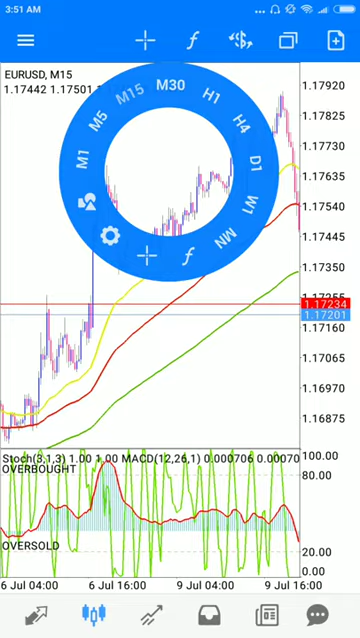 3:51 AM
EURUSD, M15
1.17442 1.17501
M1
M5
M15
M30
H1
H4
D1
W1
MN
1.17920
1.17825
1.17730
1.17635
1.17540
1.17445
1.17350
1.17255
1.17234
1.17201
1.17160
1.17065
1.16970
1.16875
Stoch(3,1,3) 1.00 1.00 MACD(12,26,1) 0.000706 0.00070
100.00
OVERBOUGHT
80.00
OVERSOLD
20.00
0.00
6 Jul 04:00 6 Jul 16:00 9 Jul 04:00 9 Jul 16:00